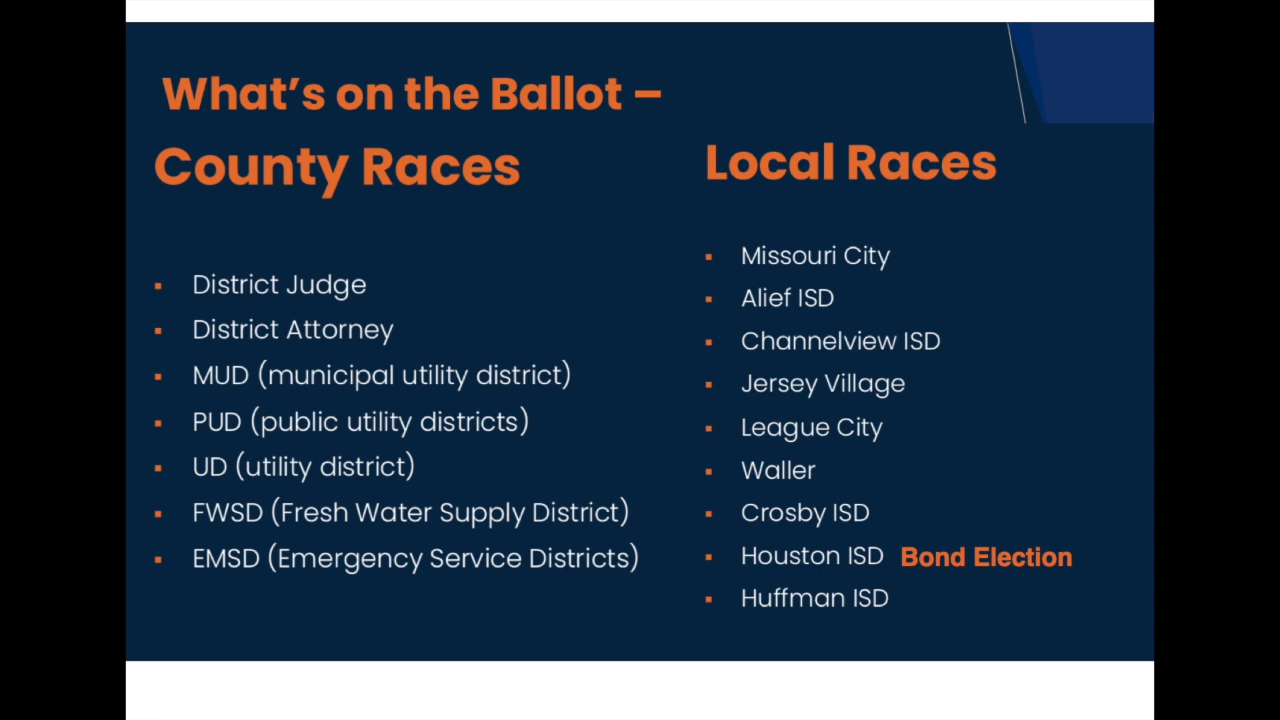 What's on the Ballot –
County Races
District Judge
District Attorney
MUD (municipal utility district)
PUD (public utility districts)
UD (utility district)
FWSD (Fresh Water Supply District)
EMSD (Emergency Service Districts)
Local Races
Missouri City
Alief ISD
Channelview ISD
Jersey Village
League City
Waller
Crosby ISD
Houston ISD Bond Election
Huffman ISD